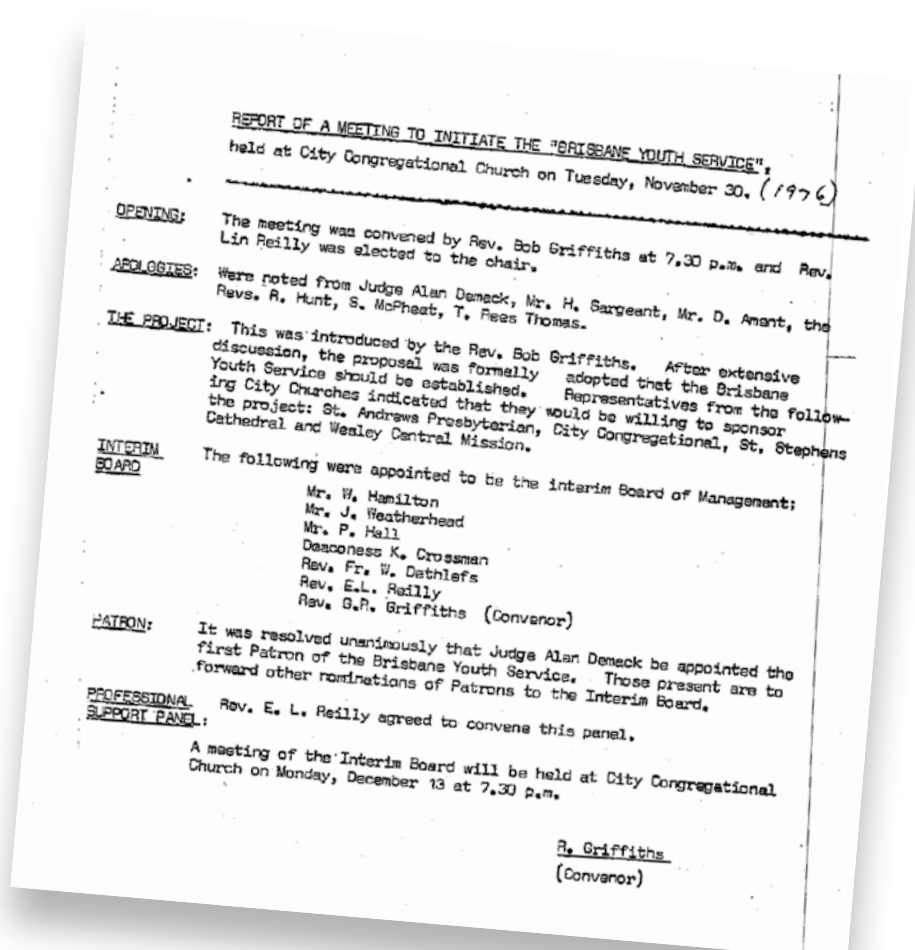 REPORT OF A MEETING TO INITIATE THE "BRISBANE YOUTH SERVICE",
held at City Congregational Church on Tuesday, November 30. (1976)
OPENING: The meeting was convened by Rev. Bob Griffiths at 7.30 p.m. and Rev.
Lin Reilly was elected to the chair.
APOLOGIES: Were noted from Judge Alan Demack, Mr. H. Sargeant, Mr. D. Ament, the
Revs. R. Hunt, S. McPheat, T. Rees Thomas.
THE PROJECT: This was introduced by the Rev. Bob Griffiths. After extensive
discussion, the proposal was formally adopted that the Brisbane
Youth Service should be established. Representatives from the follow-
ing City Churches indicated that they would be willing to sponsor
the project: St. Andrews Presbyterian, City Congregational, St. Stephens
Cathedral and Wesley Central Mission.
INTERIM
BOARD
The following were appointed to be the interim Board of Management;
Mr. W. Hamilton
Mr. J. Weatherhead
Mr. P. Hall
Deaconess K. Crossman
Rev. Fr. W. Dethlefs
Rev. E.L. Reilly
Rev. G.R. Griffiths (Convenor)
PATRON: It was resolved unanimously that Judge Alan Demack be appointed the
first Patron of the Brisbane Youth Service. Those present are to
forward other nominations of Patrons to the Interim Board.
PROFESSIONAL
SUPPORT PANEL: Rev. E. L. Reilly agreed to convene this panel.
A meeting of the Interim Board will be held at City Congregational
Church on Monday, December 13 at 7.30 p.m.
R. Griffiths
(Convenor)